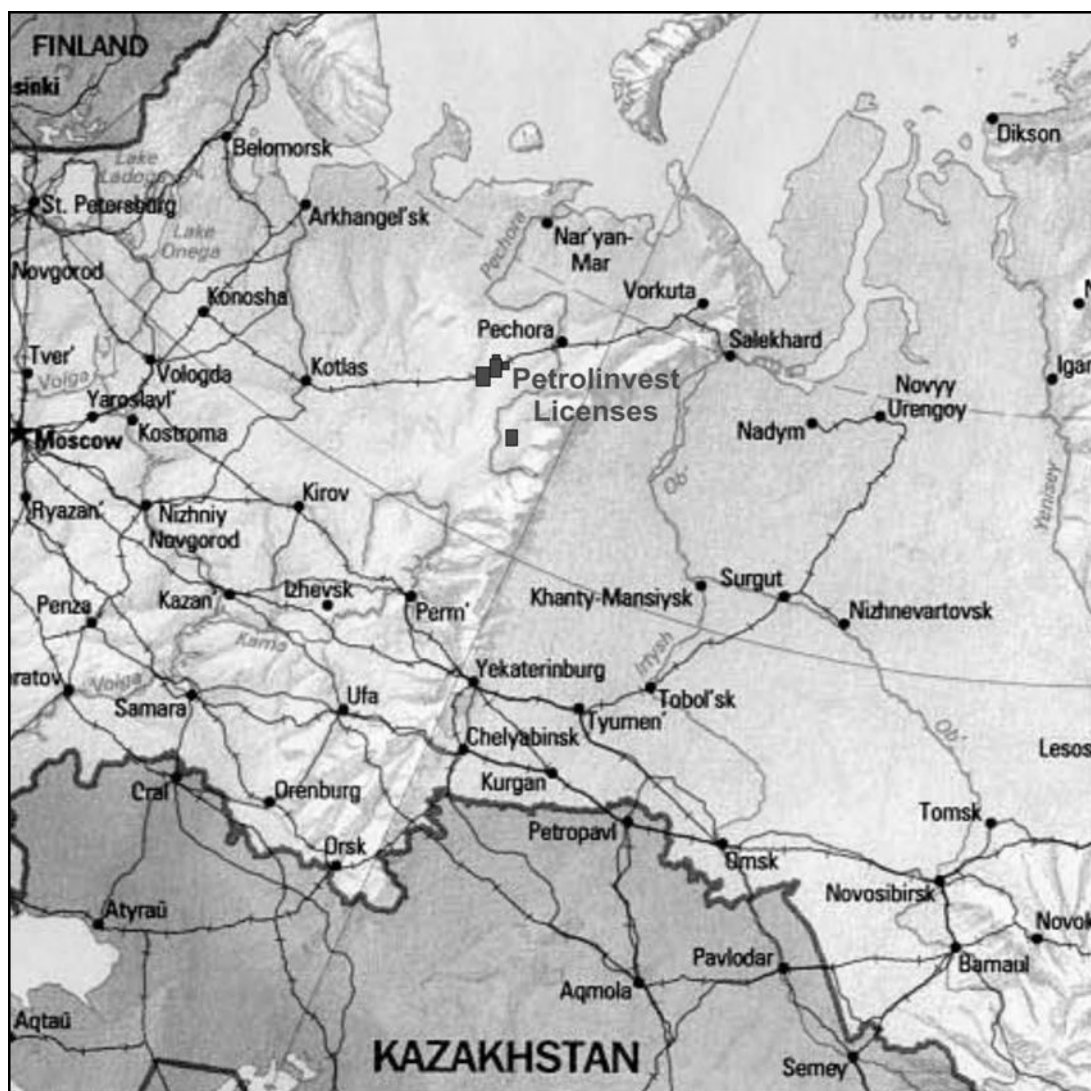 Kara Sea
FINLAND
sinki
Dikson
Belomorsk
Lake
Ladoga
St. Petersburg
Arkhangel'sk
Lake
Onega
Pechora
Nar'yan-
Mar
Novgorod
Konosha
Vorkuta
N
Pechora
Salekhard
Tver'
Volga
Vologda
Kotlas
Igar
Petrolinvest
Licenses
Novyy
Urengoy
Yaroslavl'
Kostroma
Nadym
Moscow
Ob'
Yenisey
Ryazan'
Nizhniy
Novgorod
Kirov
Surgut
Khanty-Mansiysk
Nizhnevartovsk
Penza
Kazan'
Izhevsk
Perm'
Kama
Irtysh
Yekaterinburg
ratov
Volga
Samara
Ufa
Tyumen'
Tobol'sk
Ob'
Chelyabinsk
Lesos
Kurgan
Oral
Orenburg
Petropavl
Tomsk
Orsk
Omsk
Novosibirsk
Atyraū
Novok
Pavlodar
Barnaul
Aqmola
Aqtaū
KAZAKHSTAN
Semey